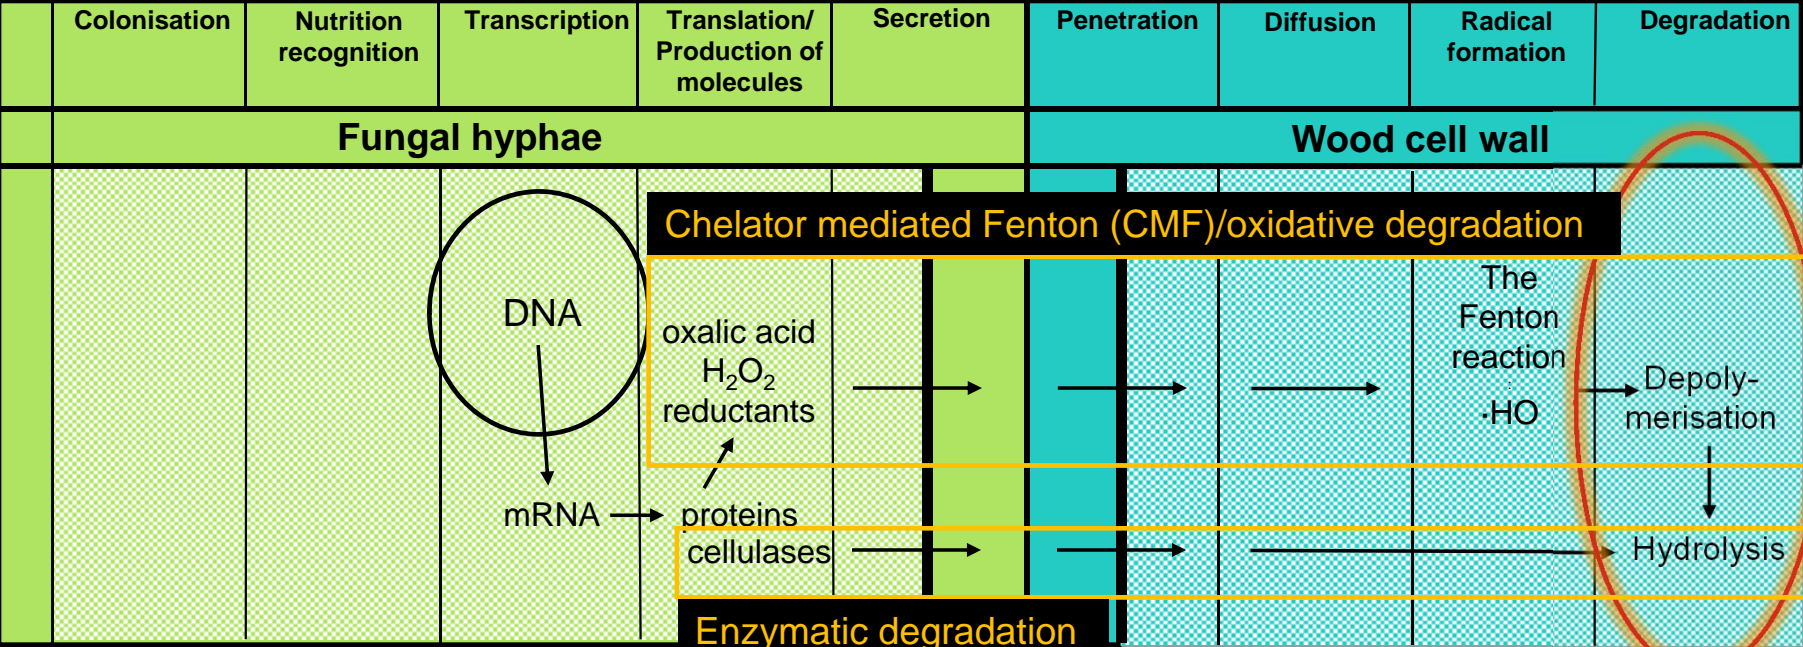 Colonisation
Nutrition
recognition
Transcription
Translation/
Production of
molecules
Secretion
Penetration
Diffusion
Radical
formation
Degradation
Fungal hyphae
Wood cell wall
Chelator mediated Fenton (CMF)/oxidative degradation
DNA
oxalic acid
H₂O₂
reductants
The
Fenton
reaction
·HO
Depoly-
merisation
mRNA
proteins
cellulases
Hydrolysis
Enzymatic degradation